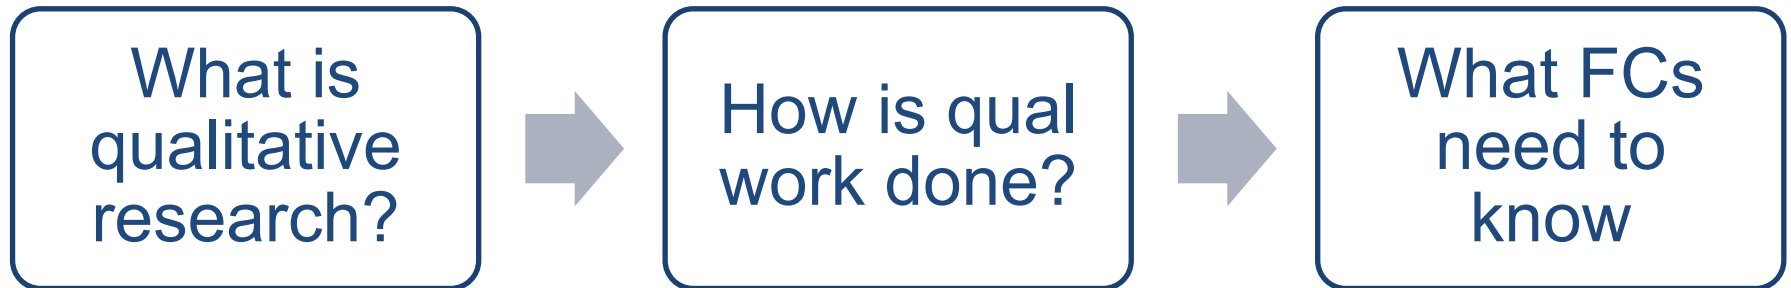 What is
qualitative
research?
How is qual
work done?
What FCs
need to
know